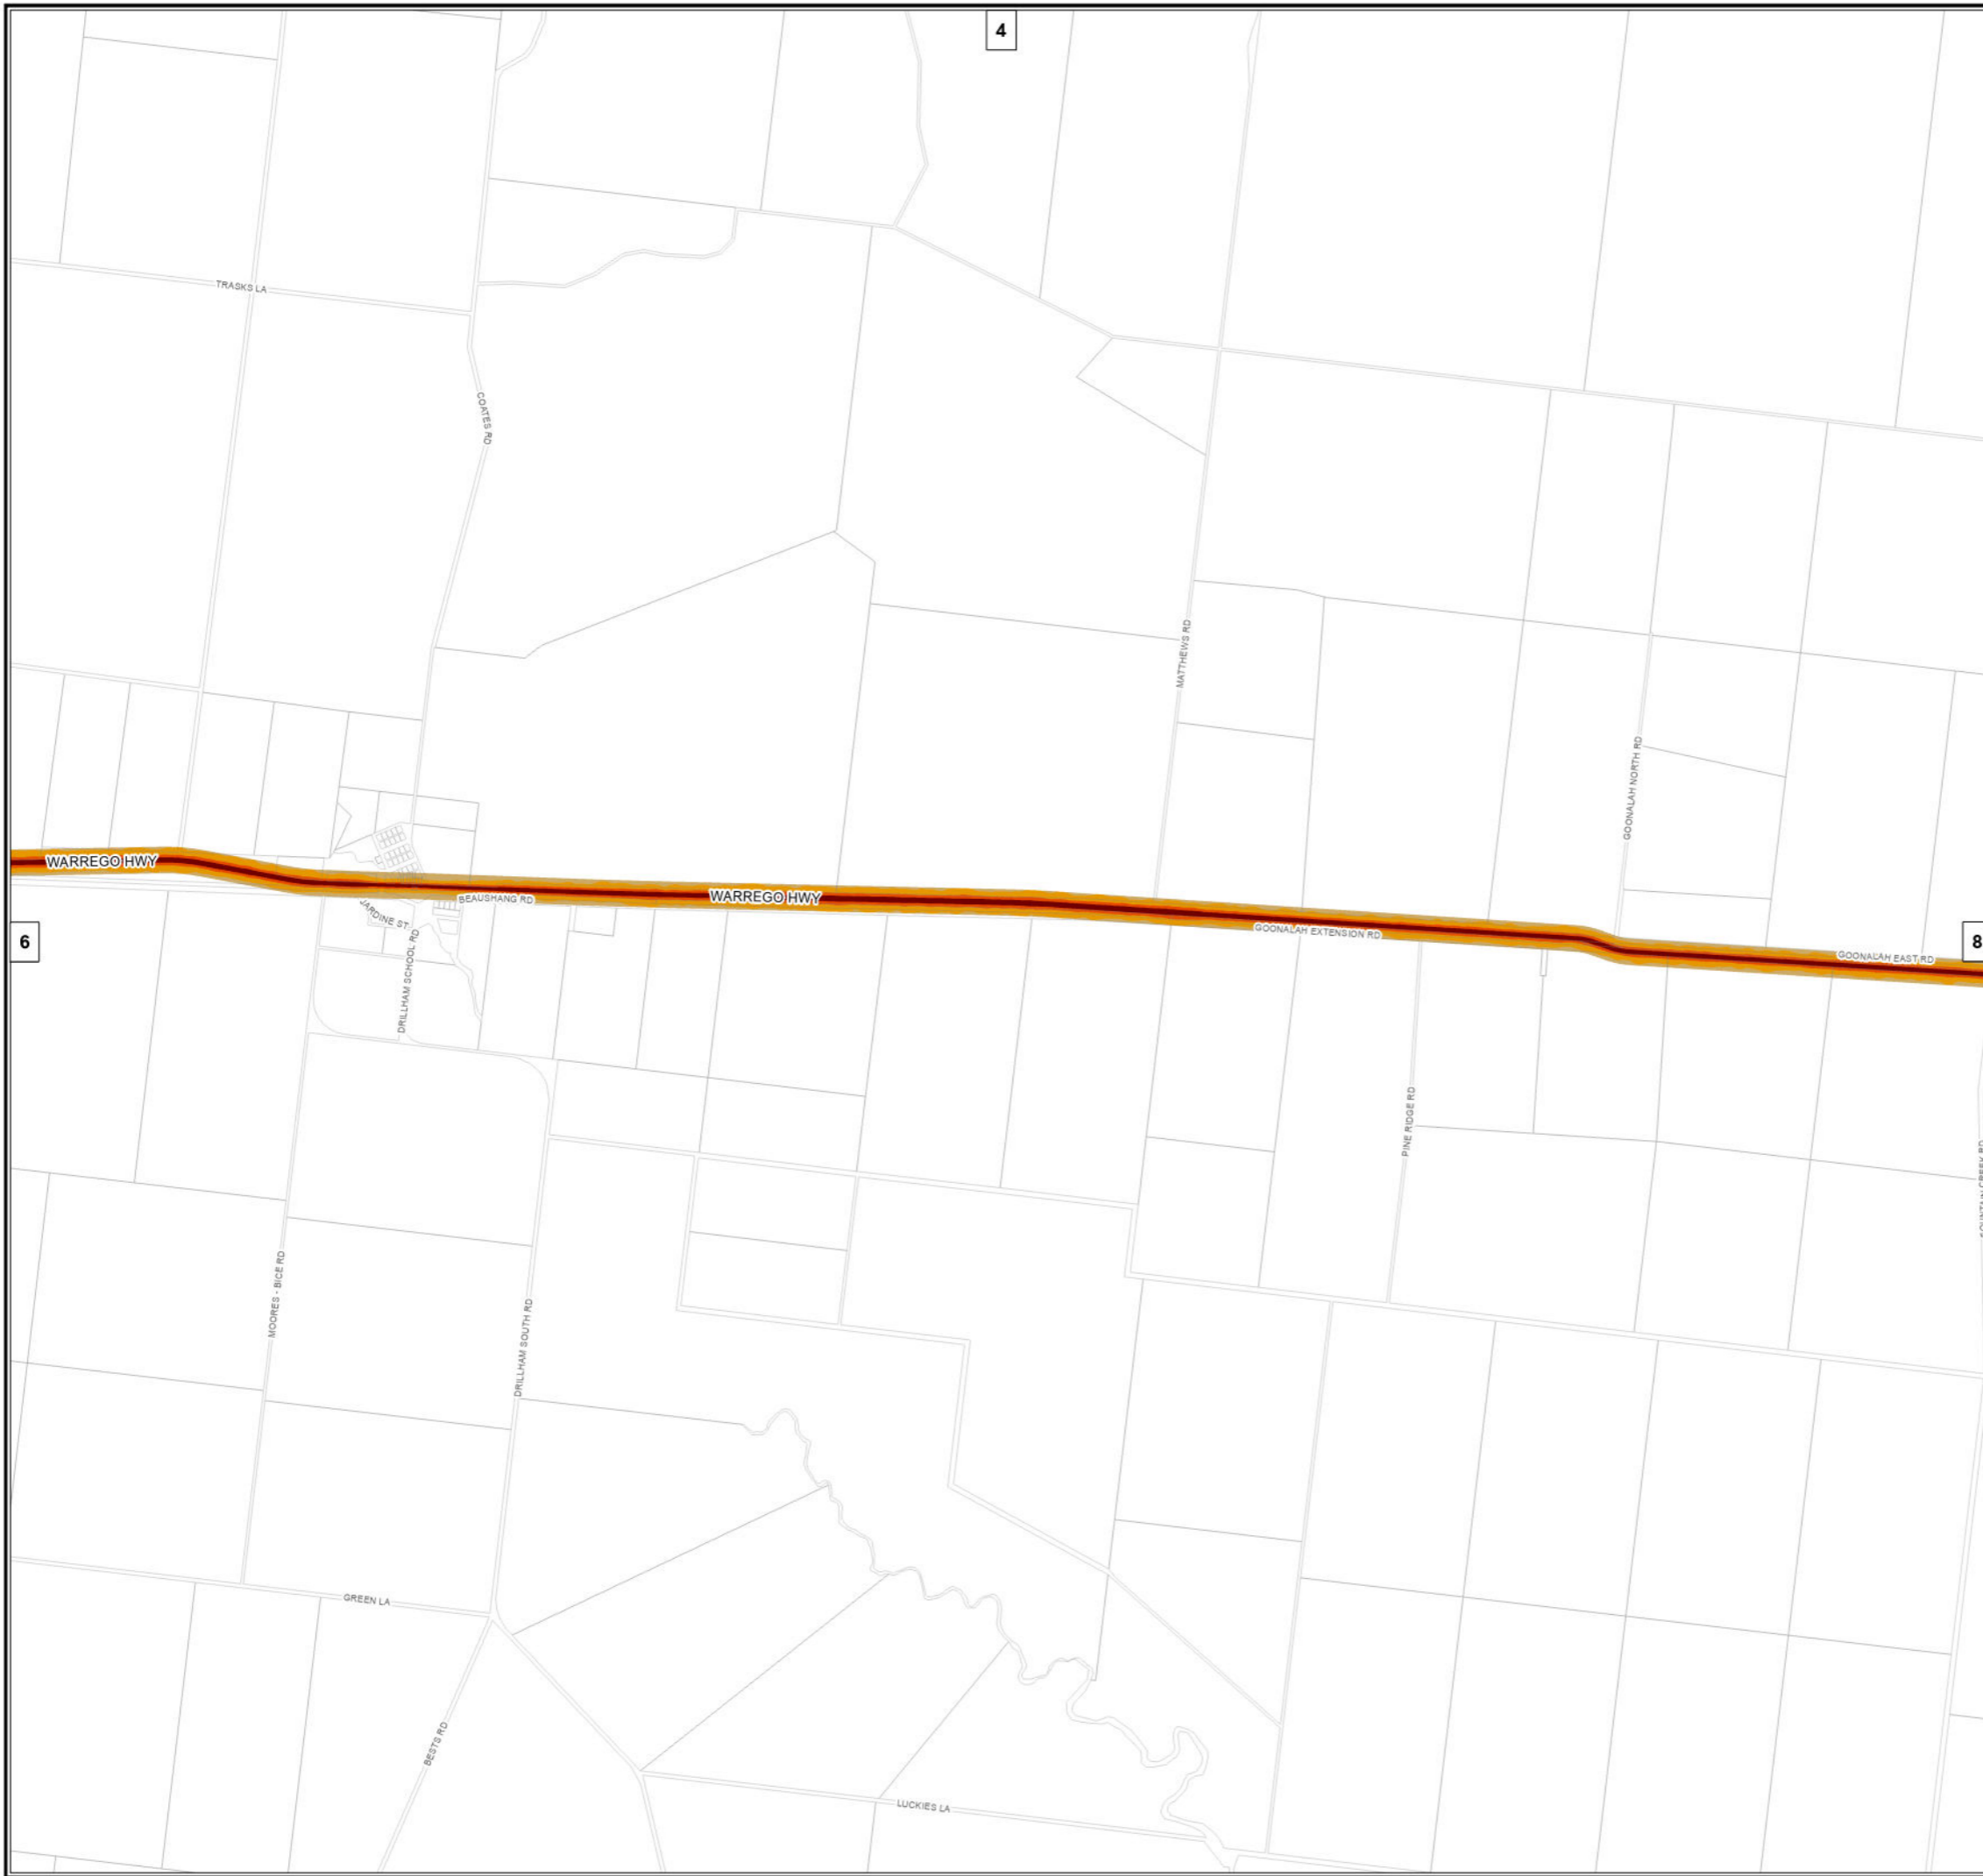 4
TRASKS LA
COATES RD
MATTHEWS RD
GOONALAH NORTH RD
WARREGO HWY
WARREGO HWY
BEAUSHANG RD
JARDINE ST
GOONALAH EXTENSION RD
GOONALAH EAST RD
6
8
DRILLHAM SCHOOL RD
PINE RIDGE RD
MOORES - BICE RD
DRILLHAM SOUTH RD
GREEN LA
BESTS RD
LUCKIES LA